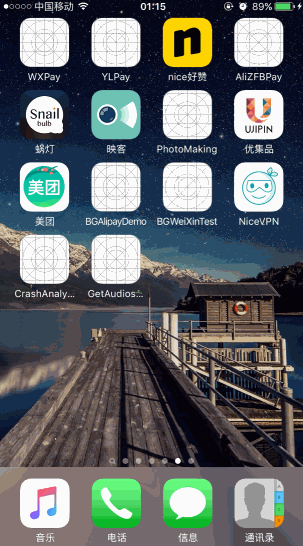 中国移动 01:15 89%
WXPay YLPay nice好赞 AliZFBPay
n
Snail bulb UJIPIN
蜗灯 映客 PhotoMaking 优集品
美团
美团 BGAlipayDemo BGWeiXinTest NiceVPN
CrashAnaly... GetAudios...
音乐 电话 信息 通讯录